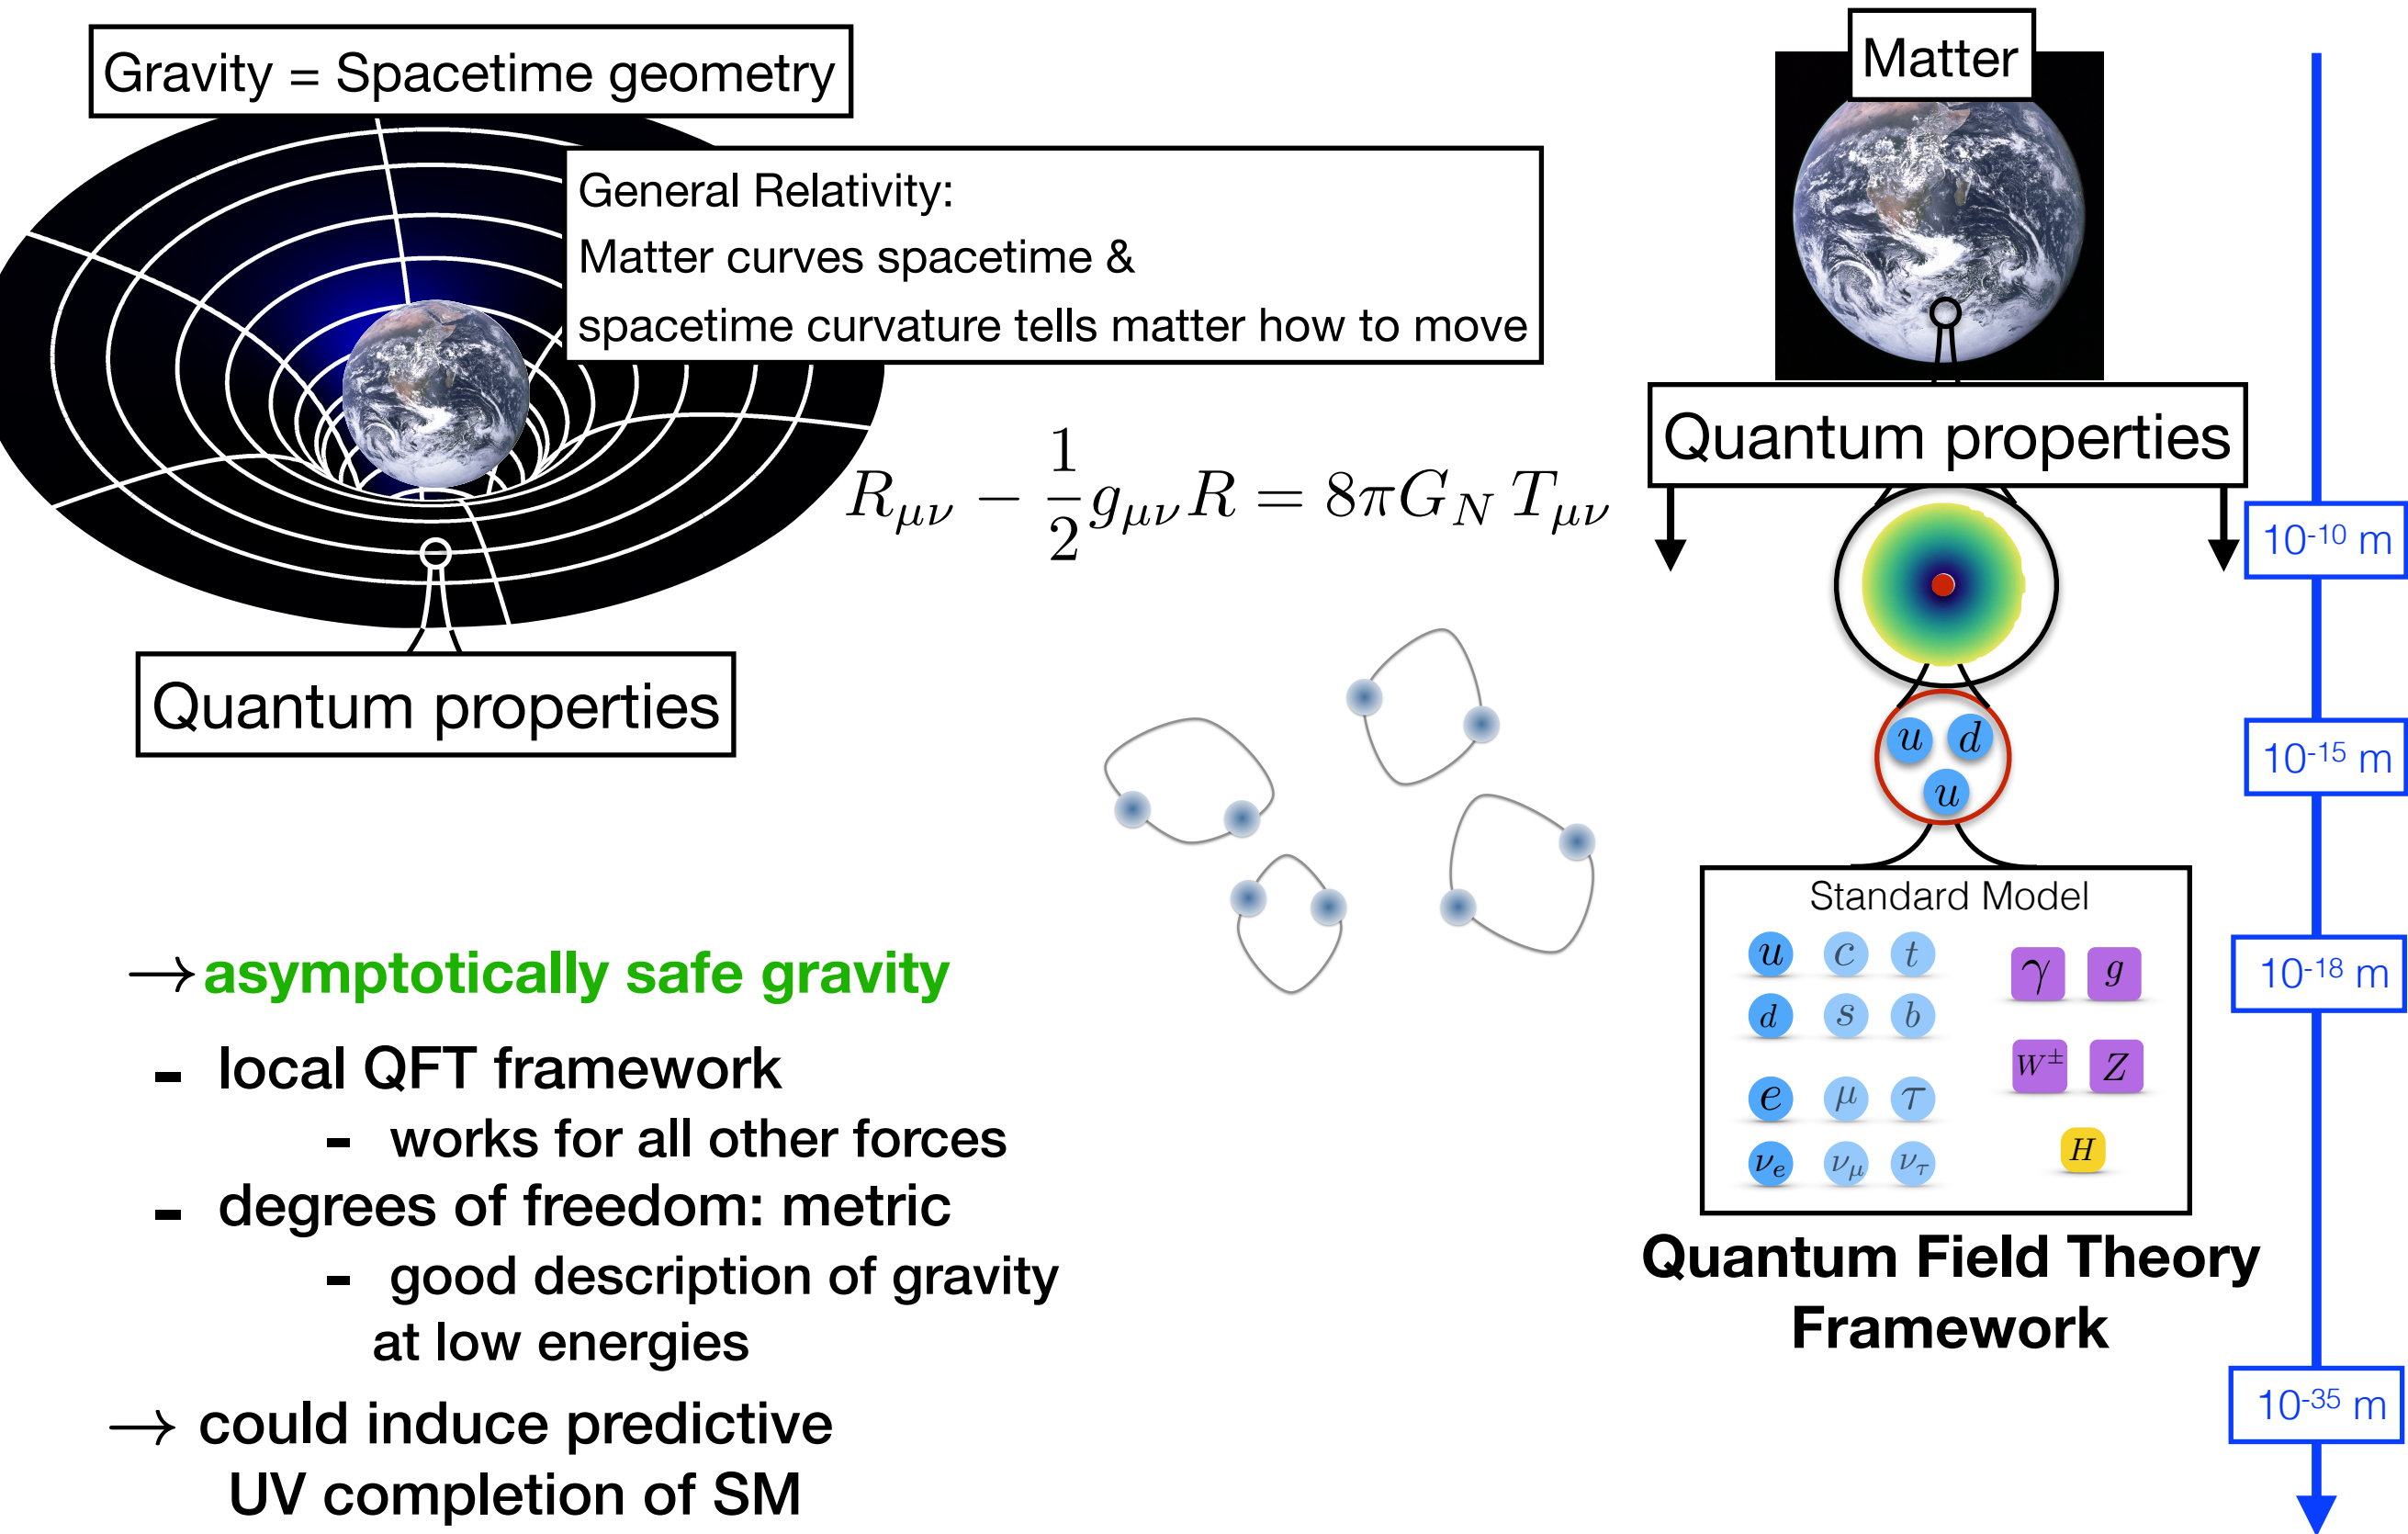 Gravity = Spacetime geometry
General Relativity:
Matter curves spacetime &
spacetime curvature tells matter how to move
R_{μν} − \frac{1}{2} g_{μν} R = 8πG_N T_{μν}
Quantum properties
→ asymptotically safe gravity
- local QFT framework
- works for all other forces
- degrees of freedom: metric
- good description of gravity
at low energies
→ could induce predictive
UV completion of SM
Matter
Quantum properties
u d
u
Standard Model
u c t γ g
d s b
W^± Z
e μ τ
H
ν_e ν_μ ν_τ
Quantum Field Theory
Framework
10^{-10} m
10^{-15} m
10^{-18} m
10^{-35} m